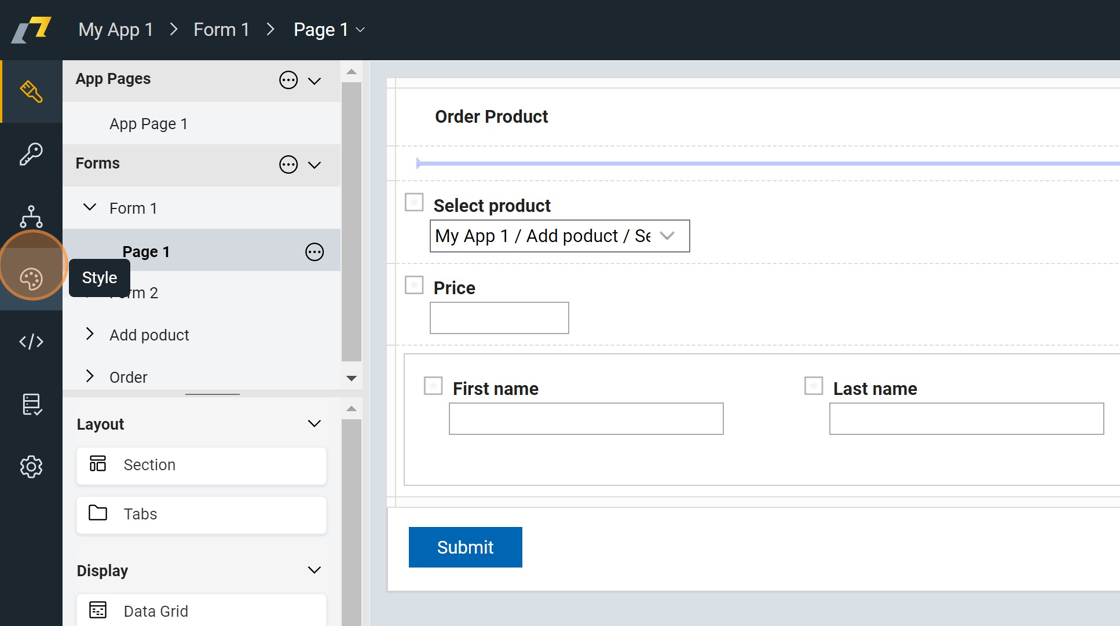 My App 1 > Form 1 > Page 1
App Pages
App Page 1
Forms
Form 1
Page 1
Style
rm 2
Add poduct
Order
Layout
Section
Tabs
Display
Data Grid
Order Product
Select product
My App 1 / Add poduct / Se
Price
First name
Last name
Submit